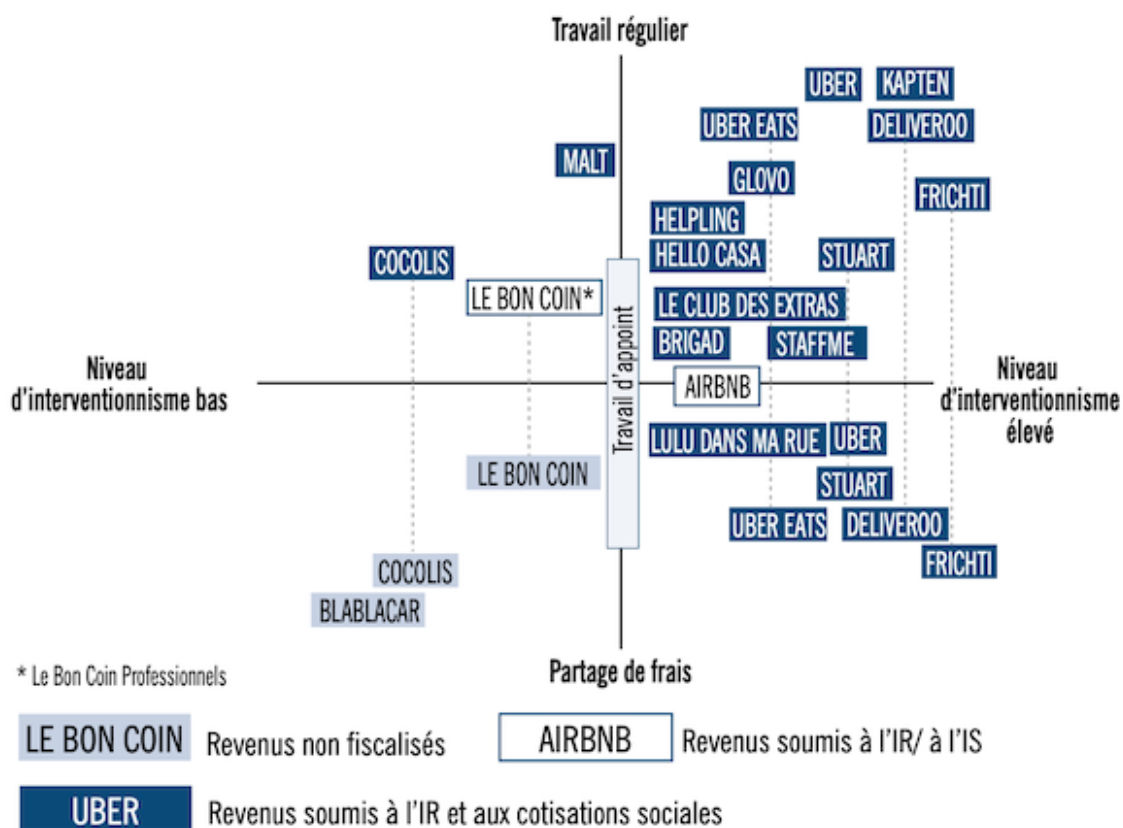 Travail régulier
UBER
KAPTEN
UBER EATS
DELIVEROO
MALT
GLOVO
FRICHTI
HELPLING
COCOLIS
HELLO CASA
STUART
LE BON COIN*
LE CLUB DES EXTRAS
BRIGAD
STAFFME
Travail d'appoint
Niveau
d'interventionnisme bas
AIRBNB
Niveau
d'interventionnisme
élevé
LULU DANS MA RUE
UBER
LE BON COIN
STUART
UBER EATS
DELIVEROO
COCOLIS
FRICHTI
BLABLACAR
Partage de frais
* Le Bon Coin Professionnels
LE BON COIN Revenus non fiscalisés
AIRBNB Revenus soumis à l'IR/ à l'IS
UBER Revenus soumis à l'IR et aux cotisations sociales